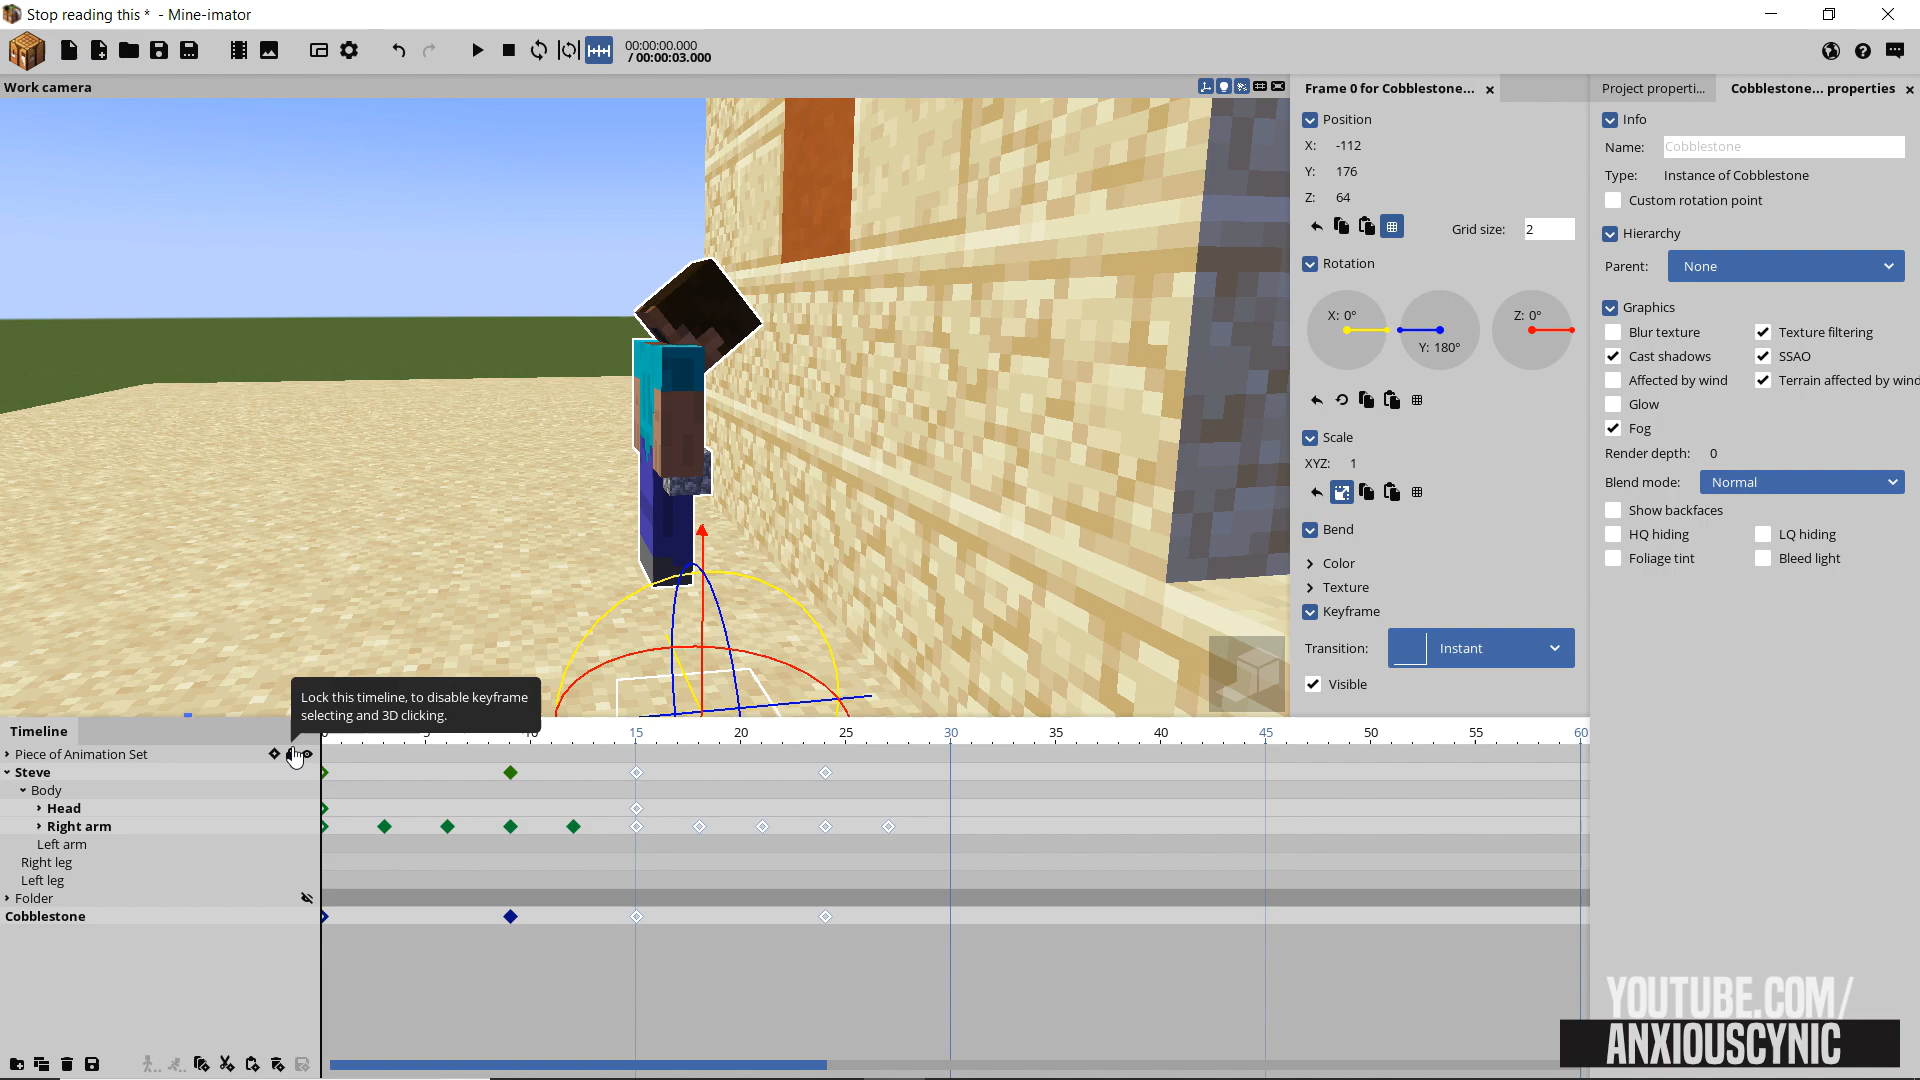 Stop reading this * - Mine-imator
00:00:00.000
/ 00:00:03.000
Work camera
Frame 0 for Cobblestone...
Project properti...
Cobblestone... properties
Position
X: -112
Y: 176
Z: 64
Grid size: 2
Rotation
X: 0°
Y: 180°
Z: 0°
Scale
XYZ: 1
Bend
Color
Texture
Keyframe
Transition: Instant
Visible
Info
Name: Cobblestone
Type: Instance of Cobblestone
Custom rotation point
Hierarchy
Parent: None
Graphics
Blur texture
Texture filtering
Cast shadows
SSAO
Affected by wind
Terrain affected by wind
Glow
Fog
Render depth: 0
Blend mode: Normal
Show backfaces
HQ hiding
LQ hiding
Foliage tint
Bleed light
Lock this timeline, to disable keyframe
selecting and 3D clicking.
Timeline
15 20 25 30 35 40 45 50 55 60
Piece of Animation Set
Steve
Body
Head
Right arm
Left arm
Right leg
Left leg
Folder
Cobblestone
YOUTUBE.COM/
ANXIOUSCYNIC